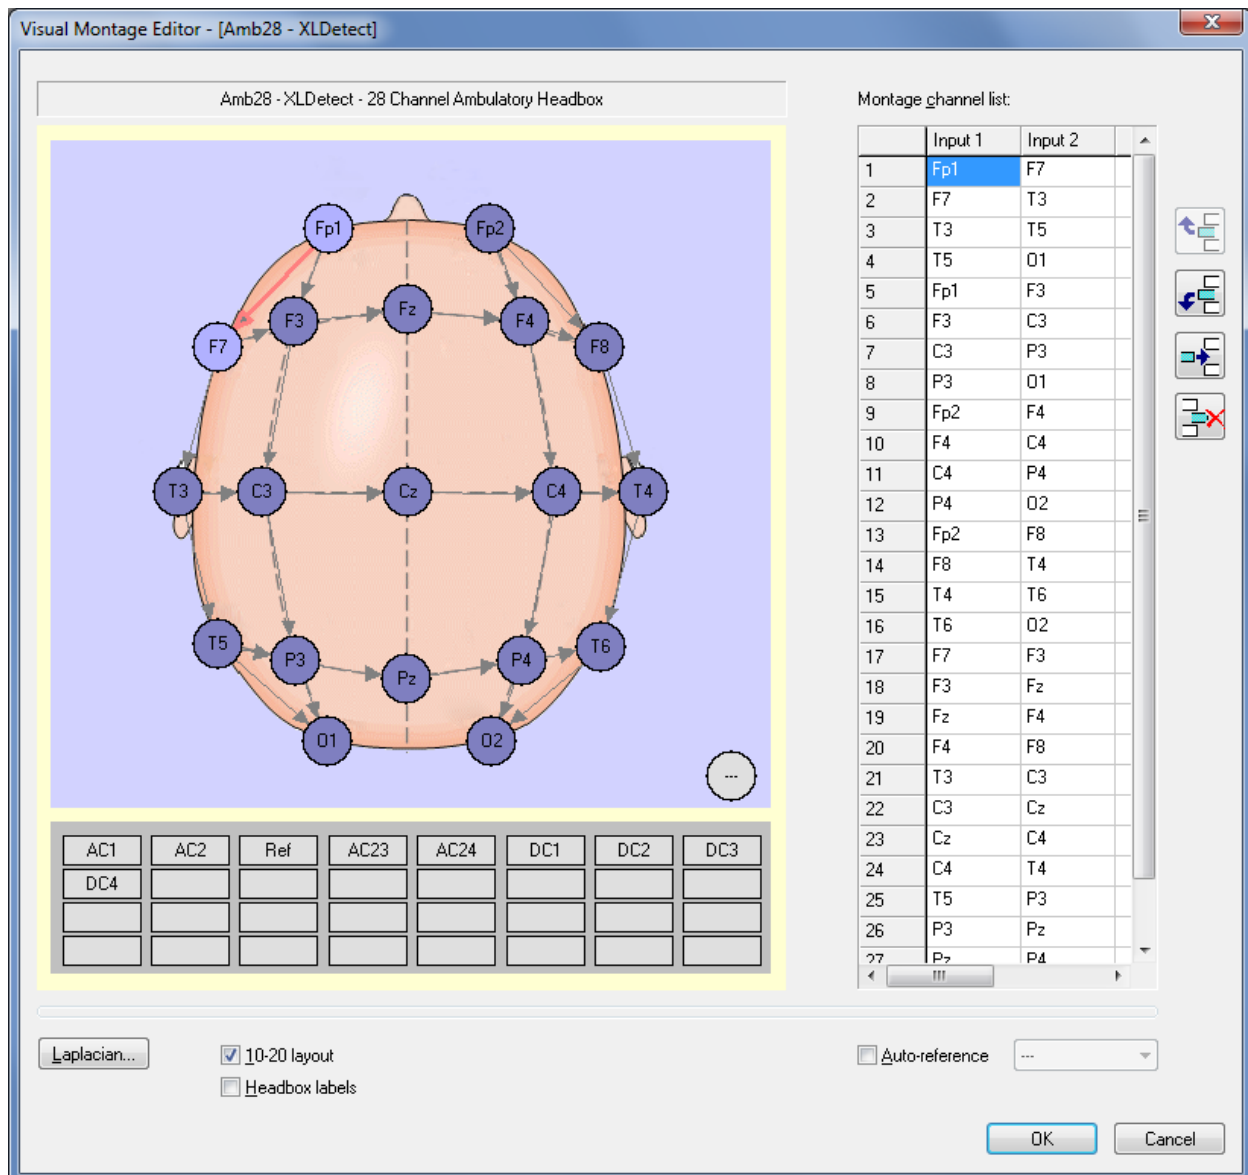 Visual Montage Editor - [Amb28 - XLDetect]
Amb28 - XLDetect - 28 Channel Ambulatory Headbox
Montage channel list:
Input 1 Input 2
1 Fp1 F7
2 F7 T3
3 T3 T5
4 T5 O1
5 Fp1 F3
6 F3 C3
7 C3 P3
8 P3 O1
9 Fp2 F4
10 F4 C4
11 C4 P4
12 P4 O2
13 Fp2 F8
14 F8 T4
15 T4 T6
16 T6 O2
17 F7 F3
18 F3 Fz
19 Fz F4
20 F4 F8
21 T3 C3
22 C3 Cz
23 Cz C4
24 C4 T4
25 T5 P3
26 P3 Pz
27 Pz P4
Fp1 Fp2
F7 F3 Fz F4 F8
T3 C3 Cz C4 T4
T5 P3 Pz P4 T6
O1 O2
---
AC1 AC2 Ref AC23 AC24 DC1 DC2 DC3
DC4
Laplacian...
10-20 layout
Headbox labels
Auto-reference ---
OK Cancel